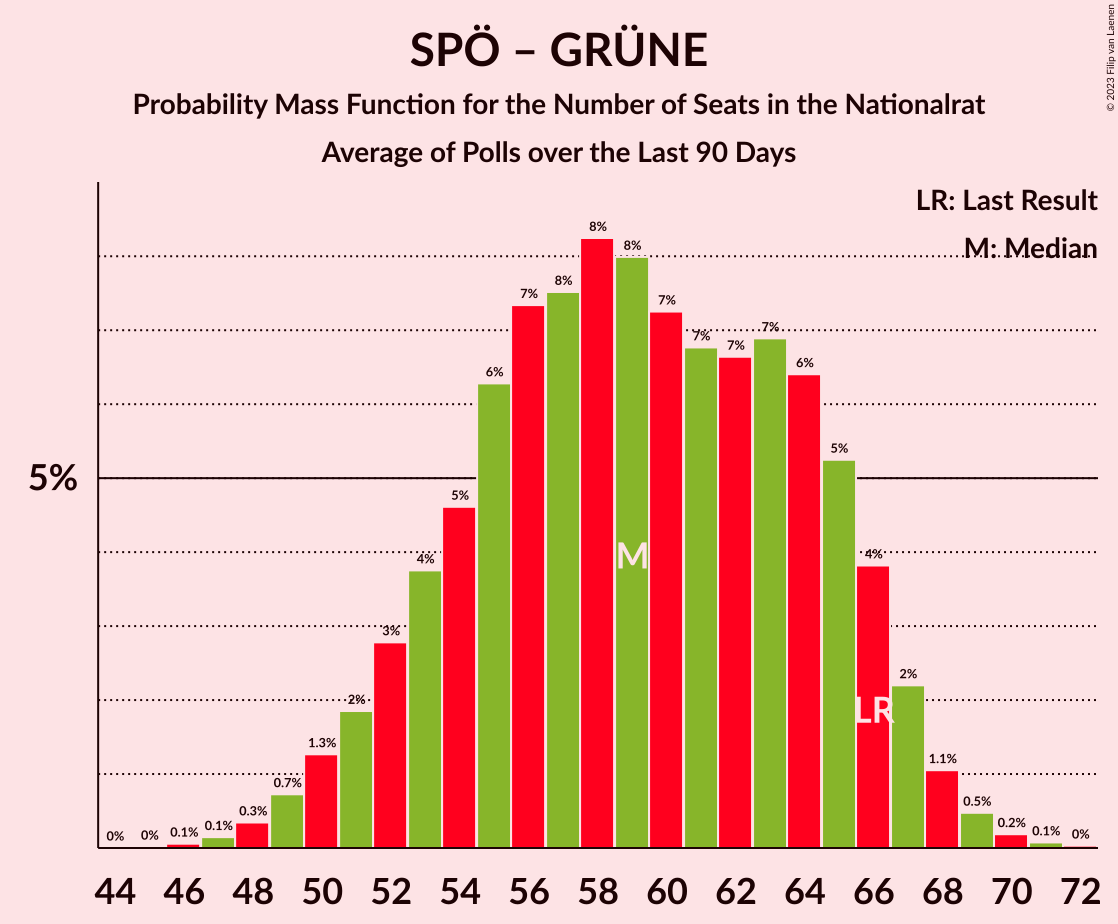 SPÖ – GRÜNE
Probability Mass Function for the Number of Seats in the Nationalrat
Average of Polls over the Last 90 Days
© 2023 Filip van Laenen
LR: Last Result
M: Median
5%
0% 0% 0.1% 0.1% 0.3% 0.7% 1.3% 2% 3% 4% 5% 6% 7% 8% 8% 8% 7% 7% 7% 7% 6% 5% 4% 2% 1.1% 0.5% 0.2% 0.1% 0%
M
LR
44 46 48 50 52 54 56 58 60 62 64 66 68 70 72